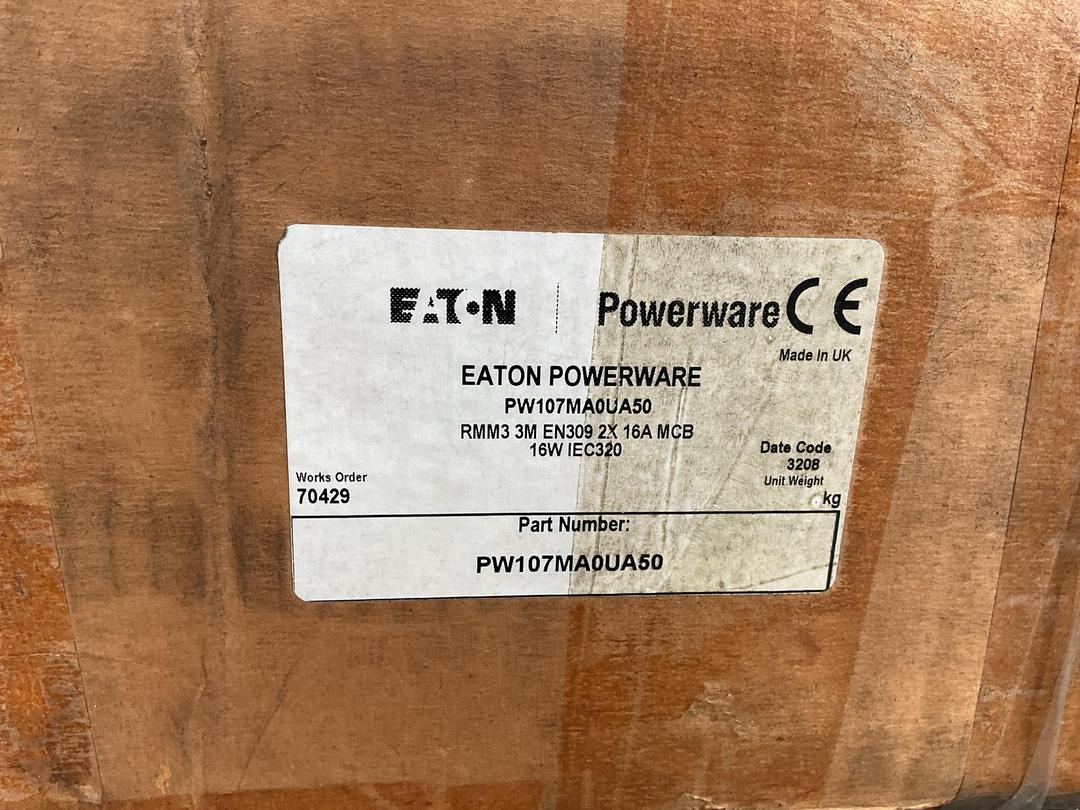 EATON Powerware CE
Made In UK
EATON POWERWARE
PW107MA0UA50
RMM3 3M EN309 2X 16A MCB
16W IEC320
Date Code
3208
Unit Weight
kg
Works Order
70429
Part Number:
PW107MA0UA50